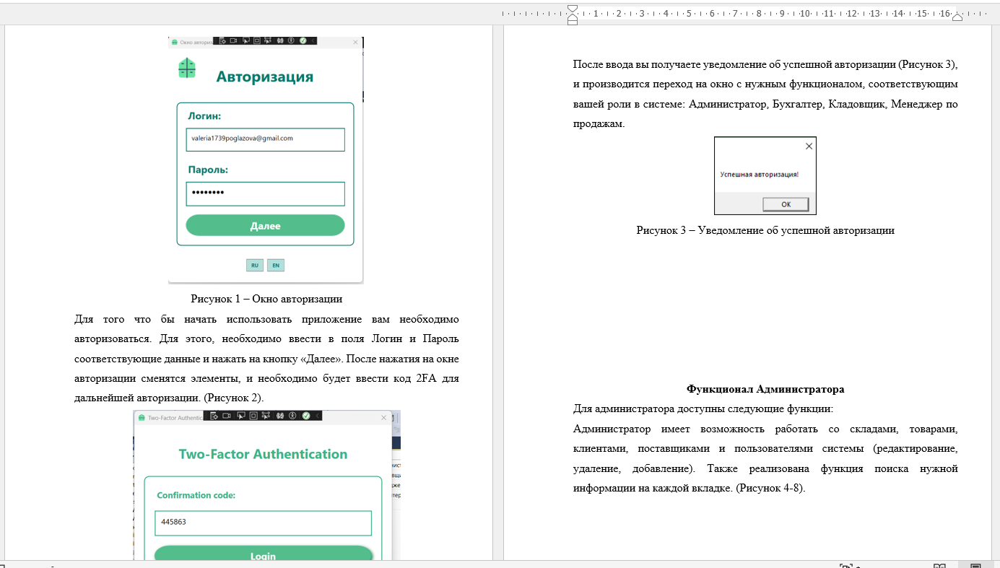 1 2 3 4 5 6 7 8 9 10 11 12 13 14 15 16
Авторизация
Логин:
valeria1739poglazova@gmail.com
Пароль:
Далее
RU EN
Рисунок 1 – Окно авторизации
Для того что бы начать использовать приложение вам необходимо
авторизоваться. Для этого, необходимо ввести в поля Логин и Пароль
соответствующие данные и нажать на кнопку «Далее». После нажатия на окне
авторизации сменятся элементы, и необходимо будет ввести код 2FA для
дальнейшей авторизации. (Рисунок 2).
Two-Factor Authentication
Confirmation code:
445863
Login
После ввода вы получаете уведомление об успешной авторизации (Рисунок 3),
и производится переход на окно с нужным функционалом, соответствующим
вашей роли в системе: Администратор, Бухгалтер, Кладовщик, Менеджер по
продажам.
Успешная авторизация!
OK
Рисунок 3 – Уведомление об успешной авторизации
Функционал Администратора
Для администратора доступны следующие функции:
Администратор имеет возможность работать со складами, товарами,
клиентами, поставщиками и пользователями системы (редактирование,
удаление, добавление). Также реализована функция поиска нужной
информации на каждой вкладке. (Рисунок 4-8).